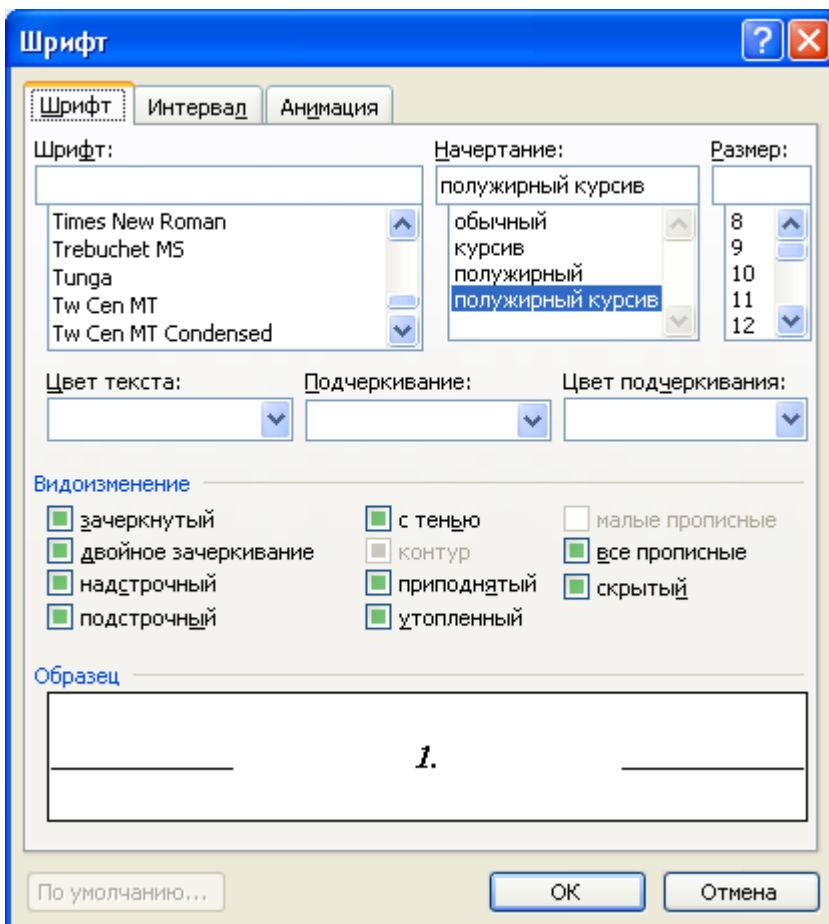 Шрифт
Шрифт Интервал Анимация
Шрифт: Начертание: Размер:
полужирный курсив
Times New Roman обычный 8
Trebuchet MS курсив 9
Tunga полужирный 10
Tw Cen MT полужирный курсив 11
Tw Cen MT Condensed 12
Цвет текста: Подчеркивание: Цвет подчеркивания:
Видоизменение
зачеркнутый с тенью малые прописные
двойное зачеркивание контур все прописные
надстрочный приподнятый скрытый
подстрочный утопленный
Образец
1.
По умолчанию... ОК Отмена